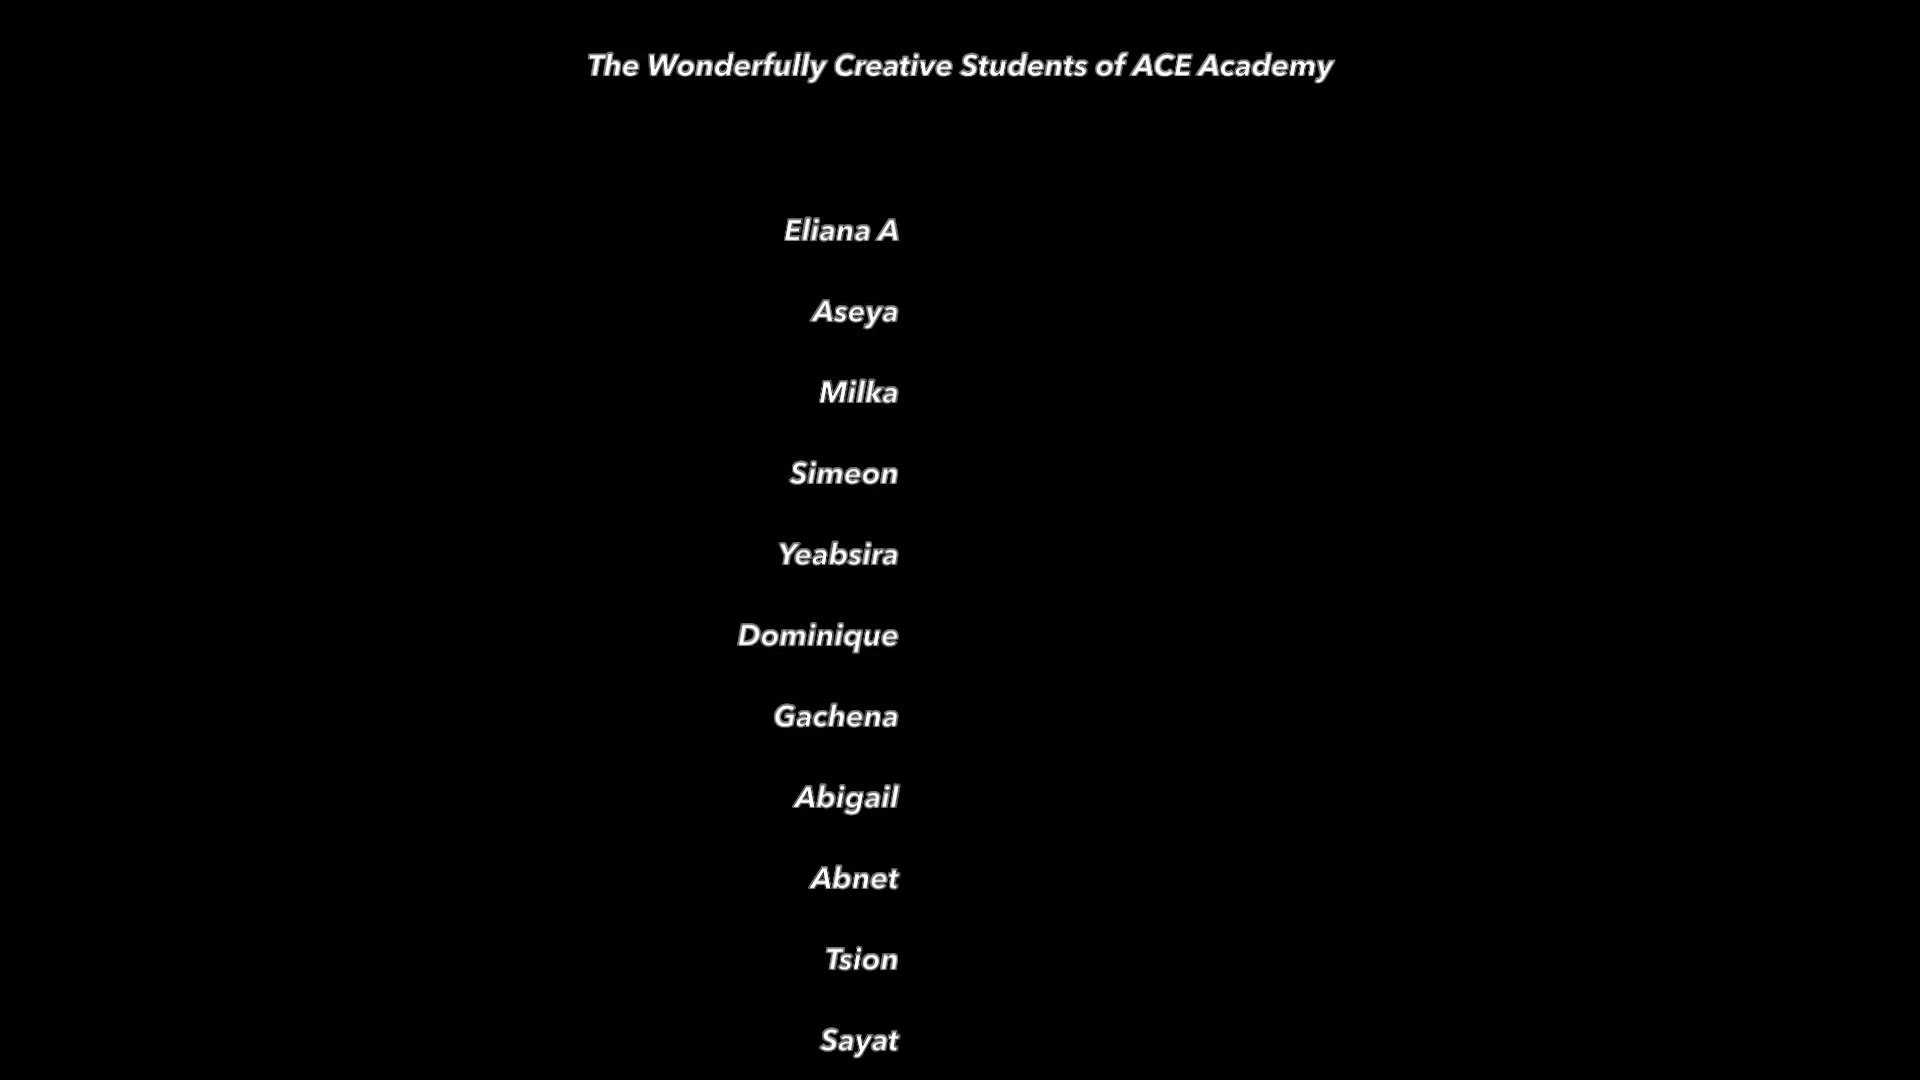 The Wonderfully Creative Students of ACE Academy
Eliana A
Aseya
Milka
Simeon
Yeabsira
Dominique
Gachena
Abigail
Abnet
Tsion
Sayat